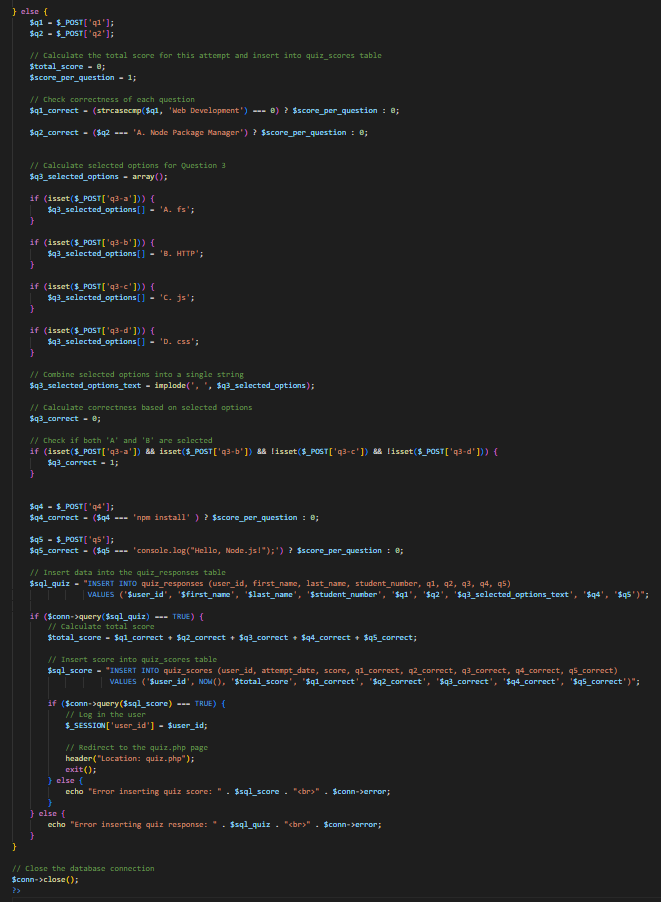 } else {
$q1 = $_POST['q1'];
$q2 = $_POST['q2'];
// Calculate the total score for this attempt and insert into quiz_scores table
$total_score = 0;
$score_per_question = 1;
// Check correctness of each question
$q1_correct = (strcasecmp($q1, 'Web Development') === 0) ? $score_per_question : 0;
$q2_correct = ($q2 === 'A. Node Package Manager') ? $score_per_question : 0;
// Calculate selected options for Question 3
$q3_selected_options = array();
if (isset($_POST['q3-a'])) {
$q3_selected_options[] = 'A. fs';
}
if (isset($_POST['q3-b'])) {
$q3_selected_options[] = 'B. HTTP';
}
if (isset($_POST['q3-c'])) {
$q3_selected_options[] = 'C. js';
}
if (isset($_POST['q3-d'])) {
$q3_selected_options[] = 'D. css';
}
// Combine selected options into a single string
$q3_selected_options_text = implode(', ', $q3_selected_options);
// Calculate correctness based on selected options
$q3_correct = 0;
// Check if both 'A' and 'B' are selected
if (isset($_POST['q3-a']) && isset($_POST['q3-b']) && !isset($_POST['q3-c']) && !isset($_POST['q3-d'])) {
$q3_correct = 1;
}
$q4 = $_POST['q4'];
$q4_correct = ($q4 === 'npm install' ) ? $score_per_question : 0;
$q5 = $_POST['q5'];
$q5_correct = ($q5 === 'console.log("Hello, Node.js!");') ? $score_per_question : 0;
// Insert data into the quiz_responses table
$sql_quiz = "INSERT INTO quiz_responses (user_id, first_name, last_name, student_number, q1, q2, q3, q4, q5)
VALUES ('$user_id', '$first_name', '$last_name', '$student_number', '$q1', '$q2', '$q3_selected_options_text', '$q4', '$q5')";
if ($conn->query($sql_quiz) === TRUE) {
// Calculate total score
$total_score = $q1_correct + $q2_correct + $q3_correct + $q4_correct + $q5_correct;
// Insert score into quiz_scores table
$sql_score = "INSERT INTO quiz_scores (user_id, attempt_date, score, q1_correct, q2_correct, q3_correct, q4_correct, q5_correct)
VALUES ('$user_id', NOW(), '$total_score', '$q1_correct', '$q2_correct', '$q3_correct', '$q4_correct', '$q5_correct')";
if ($conn->query($sql_score) === TRUE) {
// Log in the user
$_SESSION['user_id'] = $user_id;
// Redirect to the quiz.php page
header("Location: quiz.php");
exit();
} else {
echo "Error inserting quiz score: " . $sql_score . "<br>" . $conn->error;
}
} else {
echo "Error inserting quiz response: " . $sql_quiz . "<br>" . $conn->error;
}
}
// Close the database connection
$conn->close();
?>